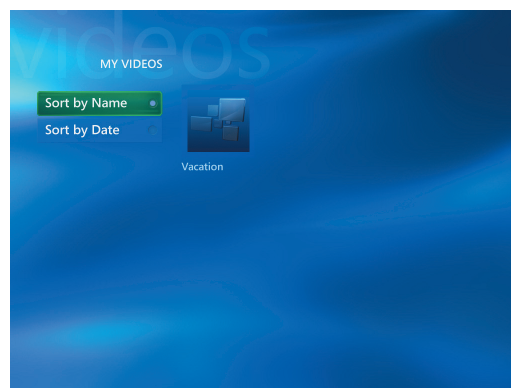 videos
MY VIDEOS
Sort by Name
Sort by Date
Vacation